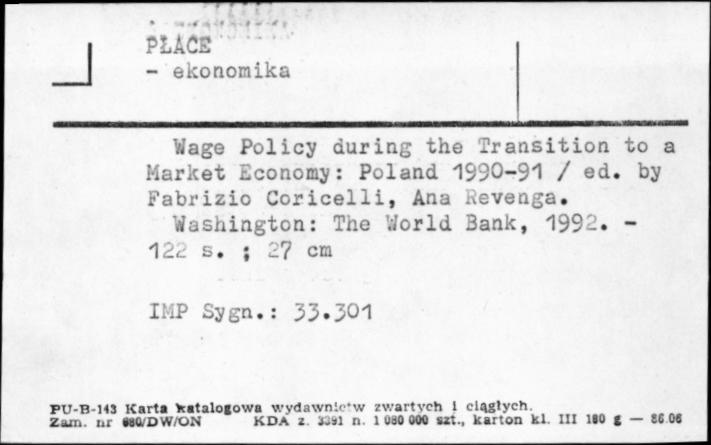 PŁACE
- ekonomika
Wage Policy during the Transition to a
Market Economy: Poland 1990-91 / ed. by
Fabrizio Coricelli, Ana Revenga.
Washington: The World Bank, 1992. -
122 s. ; 27 cm
IMP Sygn.: 33.301
PU-B-143 Karta katalogowa wydawnictw zwartych i ciągłych.
Zam. nr 680/DW/ON KDA z. 3391 n. 1 080 000 szt., karton kl. III 180 g — 86.06